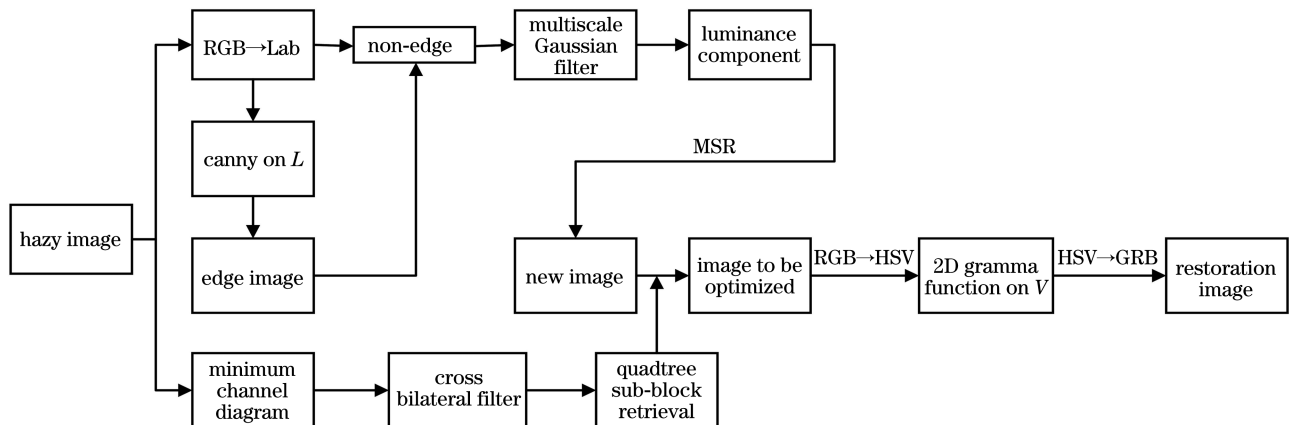 RGB→Lab
non-edge
multiscale
Gaussian
filter
luminance
component
canny on L
MSR
hazy image
edge image
new image
image to be
optimized
RGB→HSV
2D gramma
function on V
HSV→GRB
restoration
image
minimum
channel
diagram
cross
bilateral filter
quadtree
sub-block
retrieval